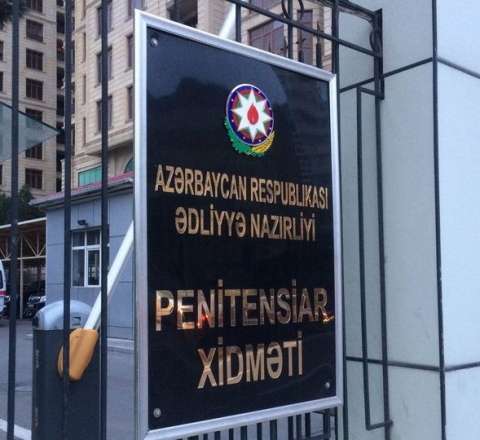 AZƏRBAYCAN RESPUBLİKASI
ƏDLİYYƏ NAZİRLİYİ
PENİTENSİAR
XİDMƏTİ